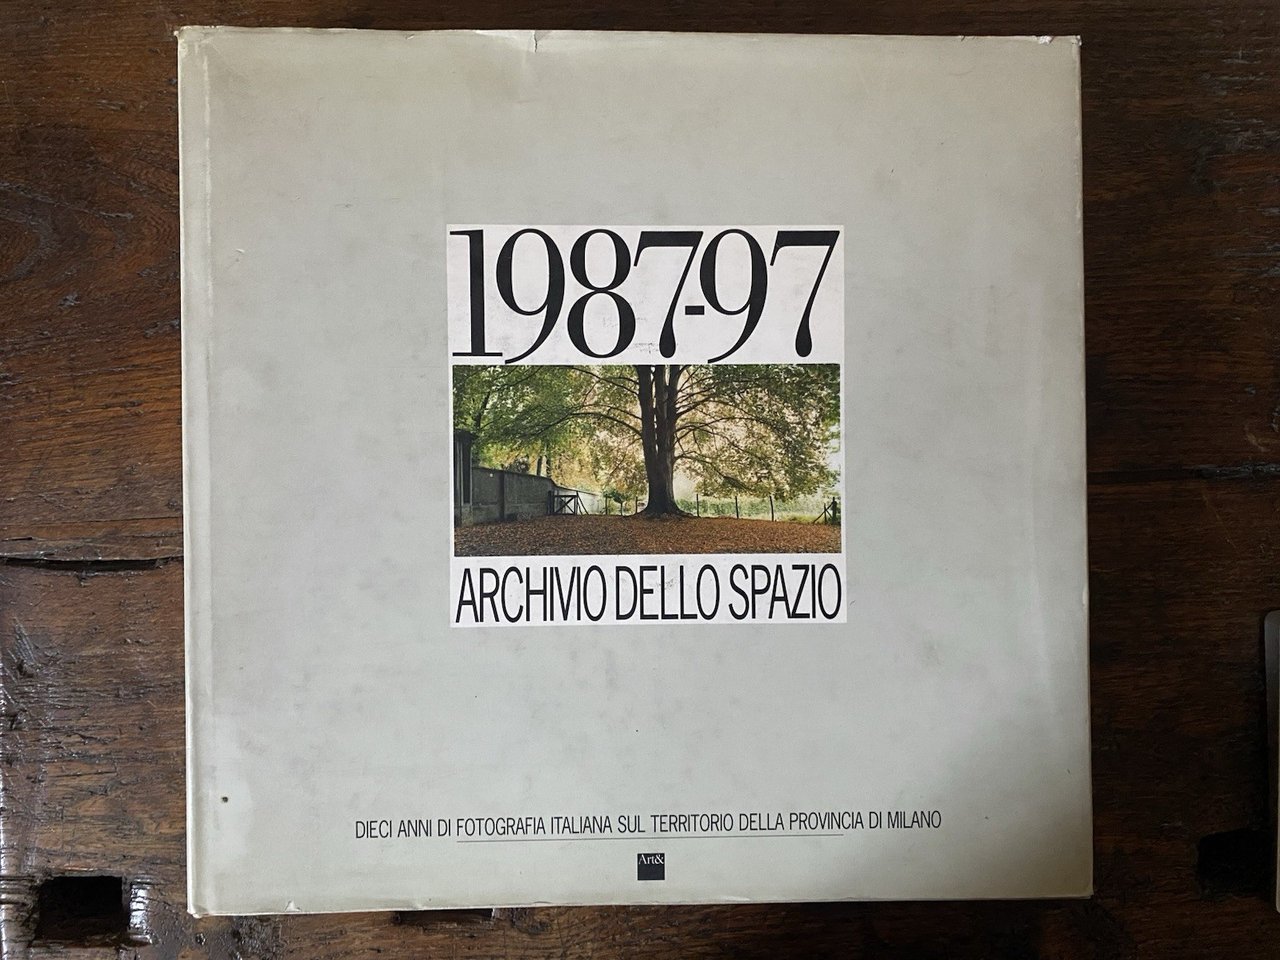 1987-97
ARCHIVIO DELLO SPAZIO
DIECI ANNI DI FOTOGRAFIA ITALIANA SUL TERRITORIO DELLA PROVINCIA DI MILANO
Art&